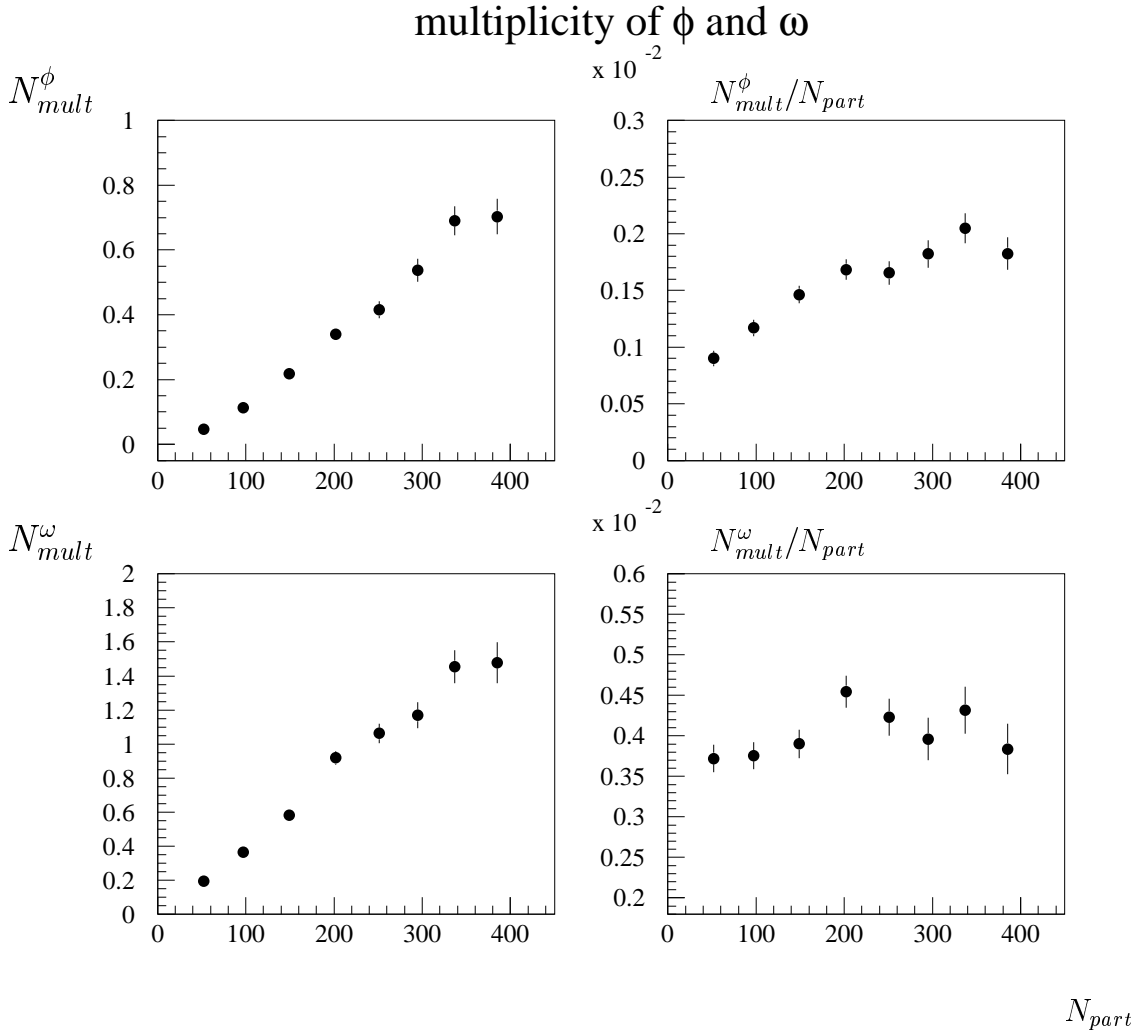 multiplicity of ϕ and ω
N^ϕ_mult
x 10^-2
N^ϕ_mult/N_part
1
0.8
0.6
0.4
0.2
0
0 100 200 300 400
0.3
0.25
0.2
0.15
0.1
0.05
0
0 100 200 300 400
N^ω_mult
x 10^-2
N^ω_mult/N_part
2
1.8
1.6
1.4
1.2
1
0.8
0.6
0.4
0.2
0
0 100 200 300 400
0.6
0.55
0.5
0.45
0.4
0.35
0.3
0.25
0.2
0 100 200 300 400
N_part